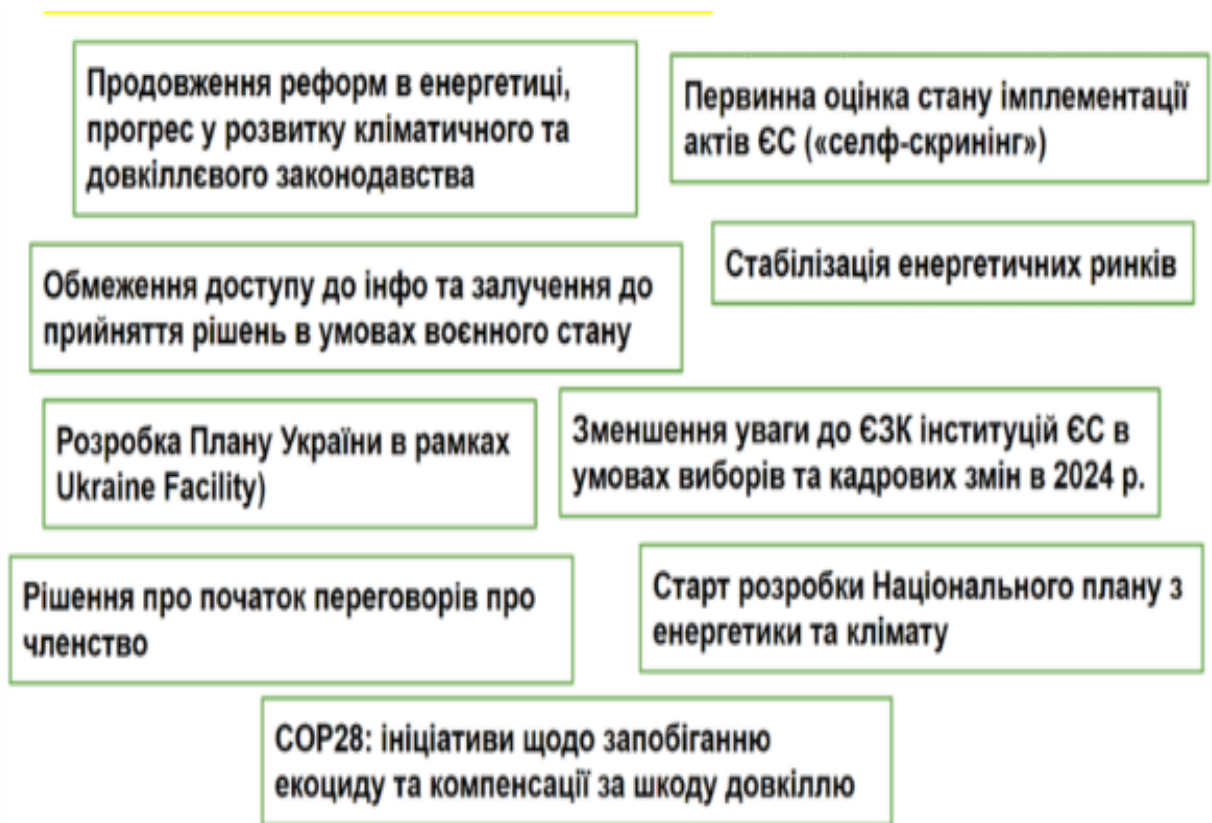 Продовження реформ в енергетиці,
прогрес у розвитку кліматичного та
довкіллєвого законодавства
Первинна оцінка стану імплементації
актів ЄС («селф-скринінг»)
Обмеження доступу до інфо та залучення до
прийняття рішень в умовах воєнного стану
Стабілізація енергетичних ринків
Розробка Плану України в рамках
Ukraine Facility)
Зменшення уваги до ЄЗК інституцій ЄС в
умовах виборів та кадрових змін в 2024 р.
Рішення про початок переговорів про
членство
Старт розробки Національного плану з
енергетики та клімату
COP28: ініціативи щодо запобіганню
екоциду та компенсації за шкоду довкіллю